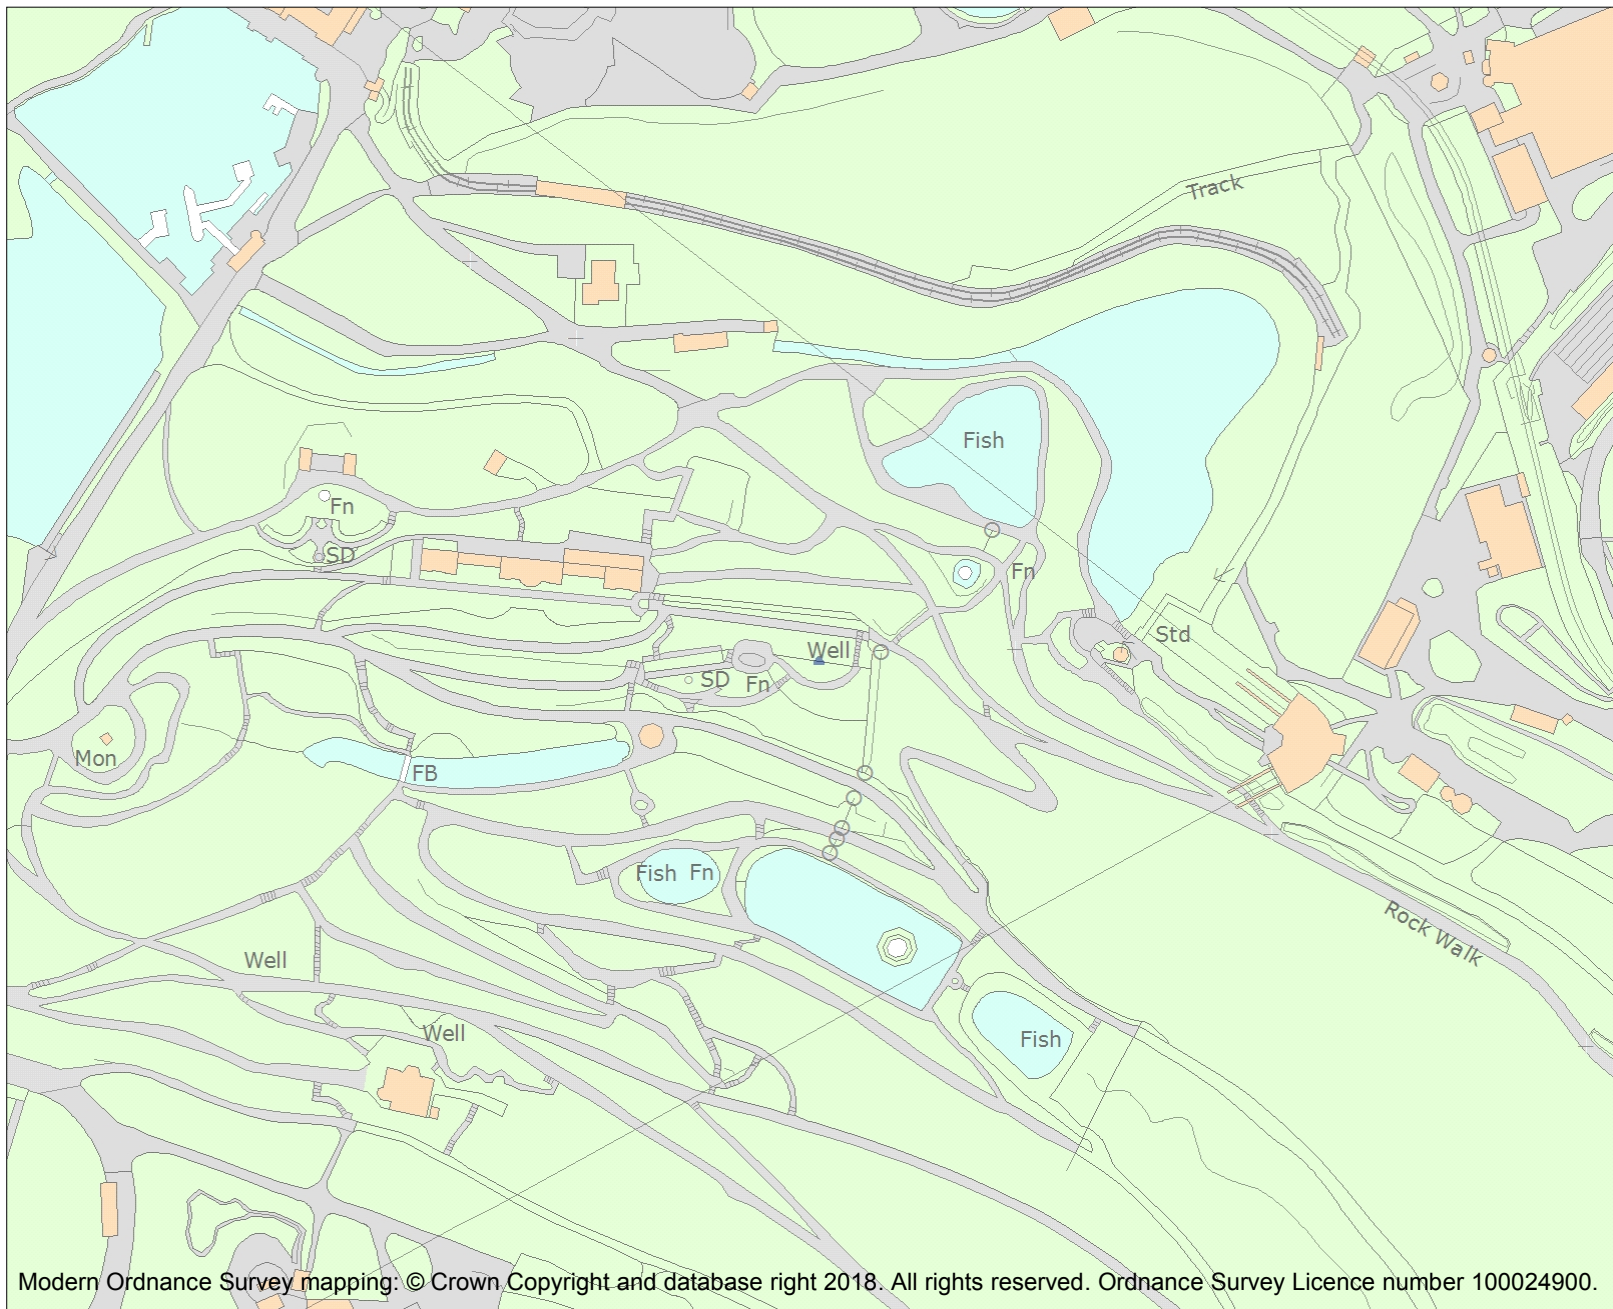 Track
Fish
Fn
SD
Fn
Std
Well
SD
Fn
Mon
FB
Fish Fn
Rock Walk
Well
Well
Fish
Modern Ordnance Survey mapping: © Crown Copyright and database right 2018. All rights reserved. Ordnance Survey Licence number 100024900.